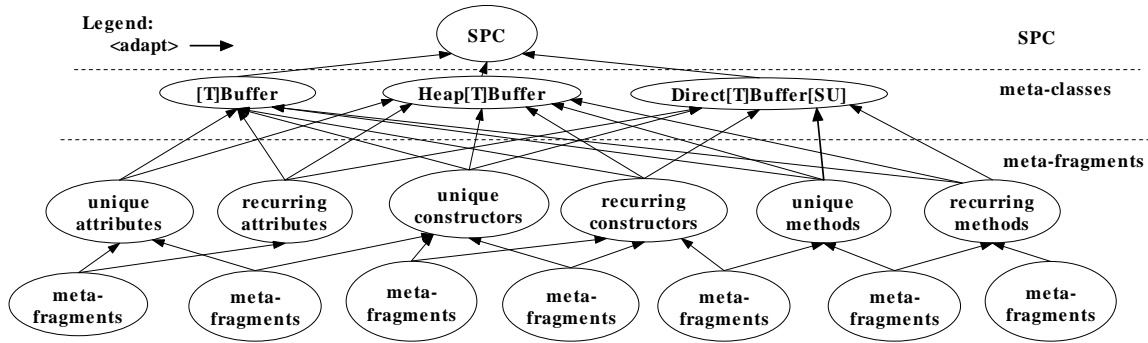 Legend:
<adapt>
SPC
SPC
[T]Buffer
Heap[T]Buffer
Direct[T]Buffer[SU]
meta-classes
meta-fragments
unique
attributes
recurring
attributes
unique
constructors
recurring
constructors
unique
methods
recurring
methods
meta-
fragments
meta-
fragments
meta-
fragments
meta-
fragments
meta-
fragments
meta-
fragments
meta-
fragments